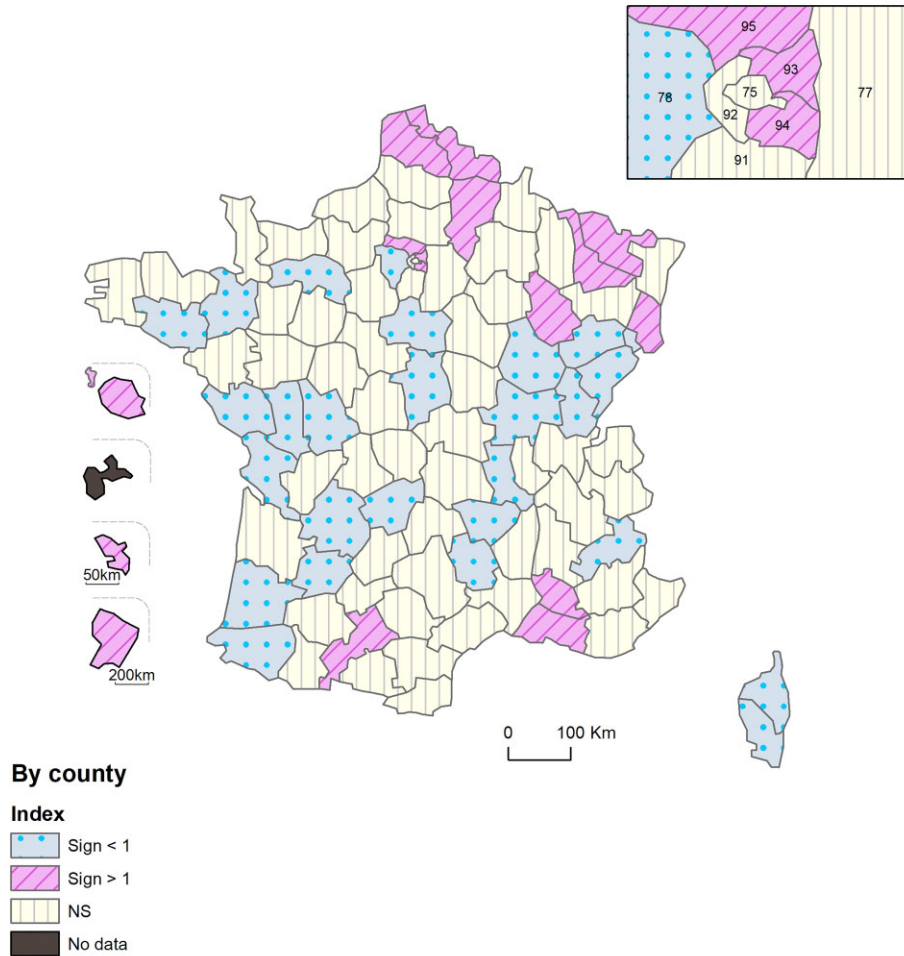 95
93
78
75
77
92
94
91
50km
200km
0 100 Km
By county
Index
Sign < 1
Sign > 1
NS
No data